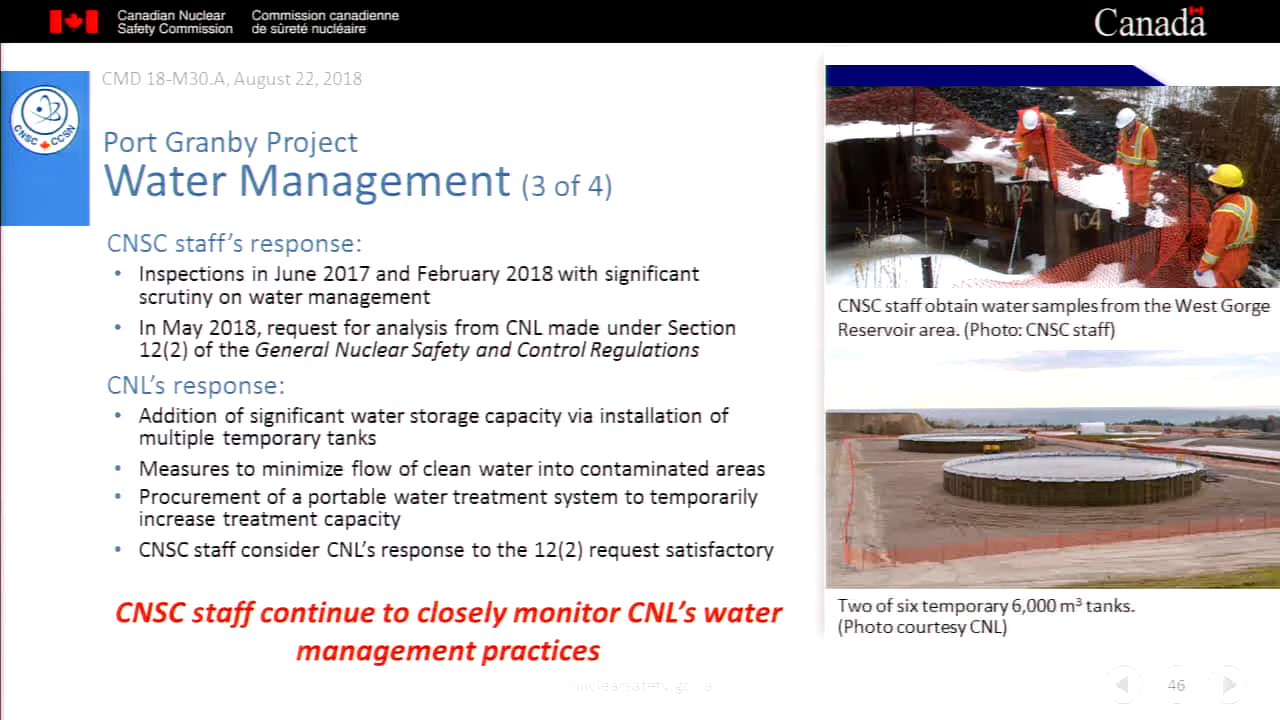 Canadian Nuclear
Safety Commission
Commission canadienne
de sûreté nucléaire
Canada
CMD 18-M30.A, August 22, 2018
CNSC CCSN
Port Granby Project
Water Management (3 of 4)
CNSC staff's response:
• Inspections in June 2017 and February 2018 with significant
scrutiny on water management
• In May 2018, request for analysis from CNL made under Section
12(2) of the General Nuclear Safety and Control Regulations
CNL's response:
• Addition of significant water storage capacity via installation of
multiple temporary tanks
• Measures to minimize flow of clean water into contaminated areas
• Procurement of a portable water treatment system to temporarily
increase treatment capacity
• CNSC staff consider CNL's response to the 12(2) request satisfactory
CNSC staff continue to closely monitor CNL's water
management practices
102
104
CNSC staff obtain water samples from the West Gorge
Reservoir area. (Photo: CNSC staff)
Two of six temporary 6,000 m³ tanks.
(Photo courtesy CNL)
46